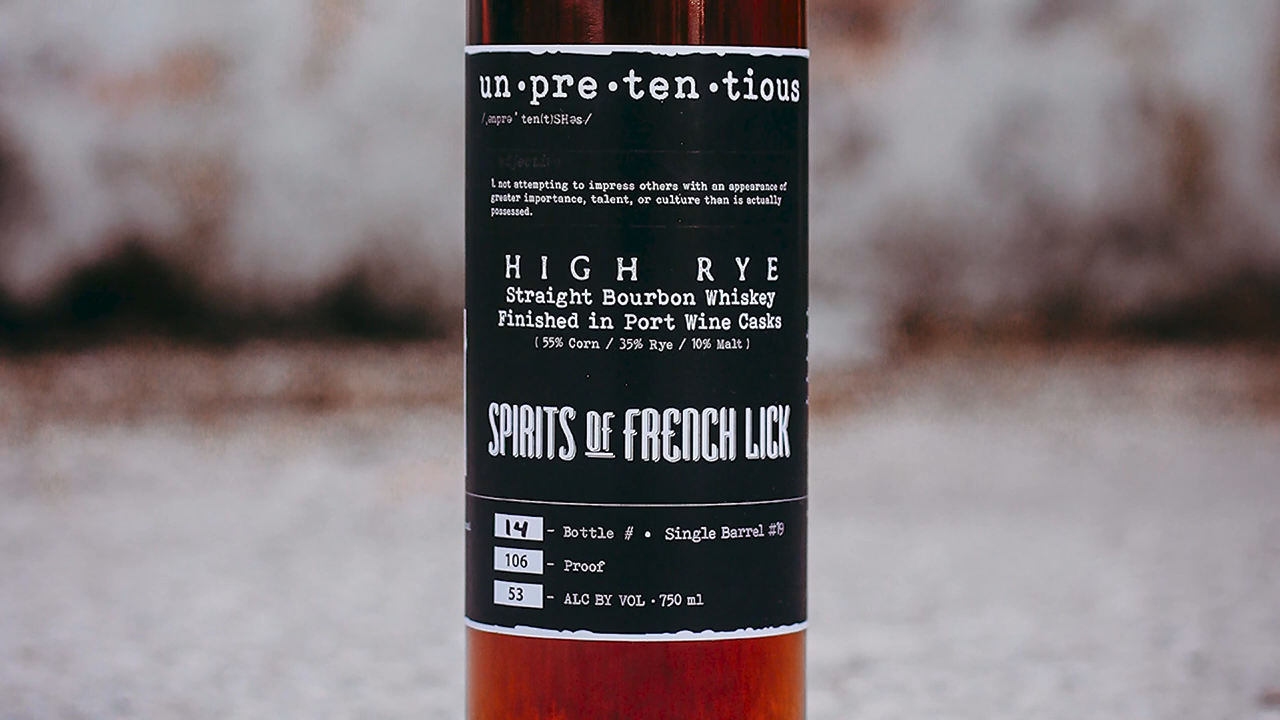 un•pre•ten•tious
/ˌənprəˈten(t)SHəs/
adjective
1. not attempting to impress others with an appearance of
greater importance, talent, or culture than is actually
possessed.
HIGH RYE
Straight Bourbon Whiskey
Finished in Port Wine Casks
( 55% Corn / 35% Rye / 10% Malt )
SPIRITS OF FRENCH LICK
14 - Bottle # • Single Barrel #19
106 - Proof
53 - ALC BY VOL • 750 ml